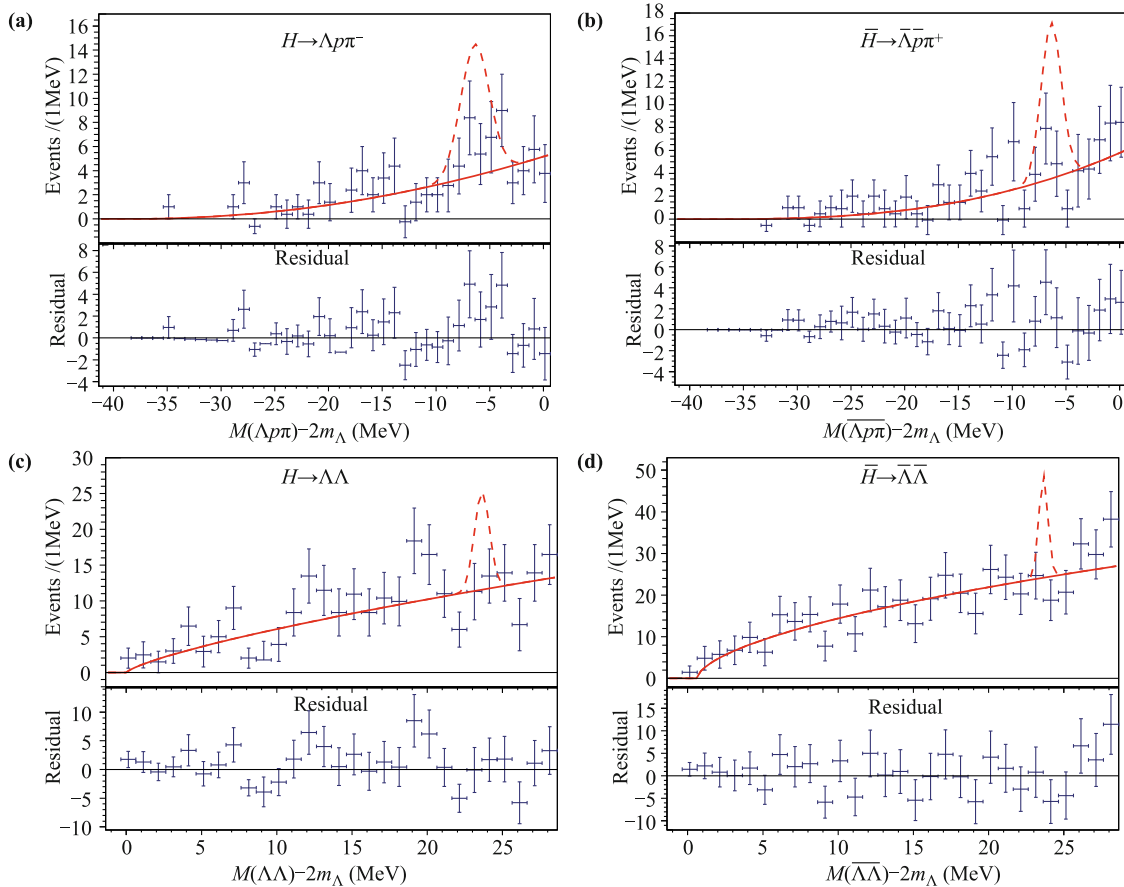 (a)
H→Λpπ⁻
Events /(1MeV)
16
14
12
10
8
6
4
2
0
Residual
Residual
8
6
4
2
0
−2
−4
−40 −35 −30 −25 −20 −15 −10 −5 0
M(Λpπ)−2m_Λ (MeV)
(b)
H̅→Λ̅p̅π⁺
Events /(1MeV)
18
16
14
12
10
8
6
4
2
0
Residual
Residual
8
6
4
2
0
−2
−4
−40 −35 −30 −25 −20 −15 −10 −5 0
M(Λ̅p̅π̅)−2m_Λ (MeV)
(c)
H→ΛΛ
Events /(1MeV)
30
25
20
15
10
5
0
Residual
Residual
10
5
0
−5
−10
0 5 10 15 20 25
M(ΛΛ)−2m_Λ (MeV)
(d)
H̅→Λ̅Λ̅
Events /(1MeV)
50
40
30
20
10
0
Residual
Residual
15
10
5
0
−5
−10
0 5 10 15 20 25
M(Λ̅Λ̅)−2m_Λ (MeV)